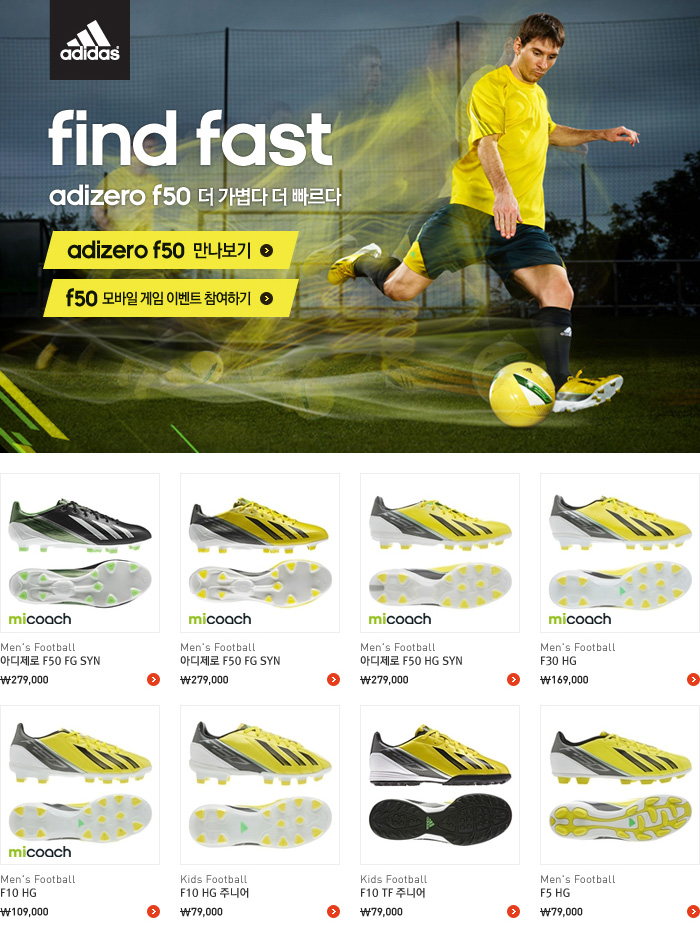 adidas
find fast
adizero f50 더 가볍다 더 빠르다
adizero f50 만나보기
f50 모바일 게임 이벤트 참여하기
micoach
micoach
micoach
micoach
Men's Football
Men's Football
Men's Football
Men's Football
아디제로 F50 FG SYN
아디제로 F50 FG SYN
아디제로 F50 HG SYN
F30 HG
₩279,000
₩279,000
₩279,000
₩169,000
micoach
Men's Football
Kids Football
Kids Football
Men's Football
F10 HG
F10 HG 주니어
F10 TF 주니어
F5 HG
₩109,000
₩79,000
₩79,000
₩79,000